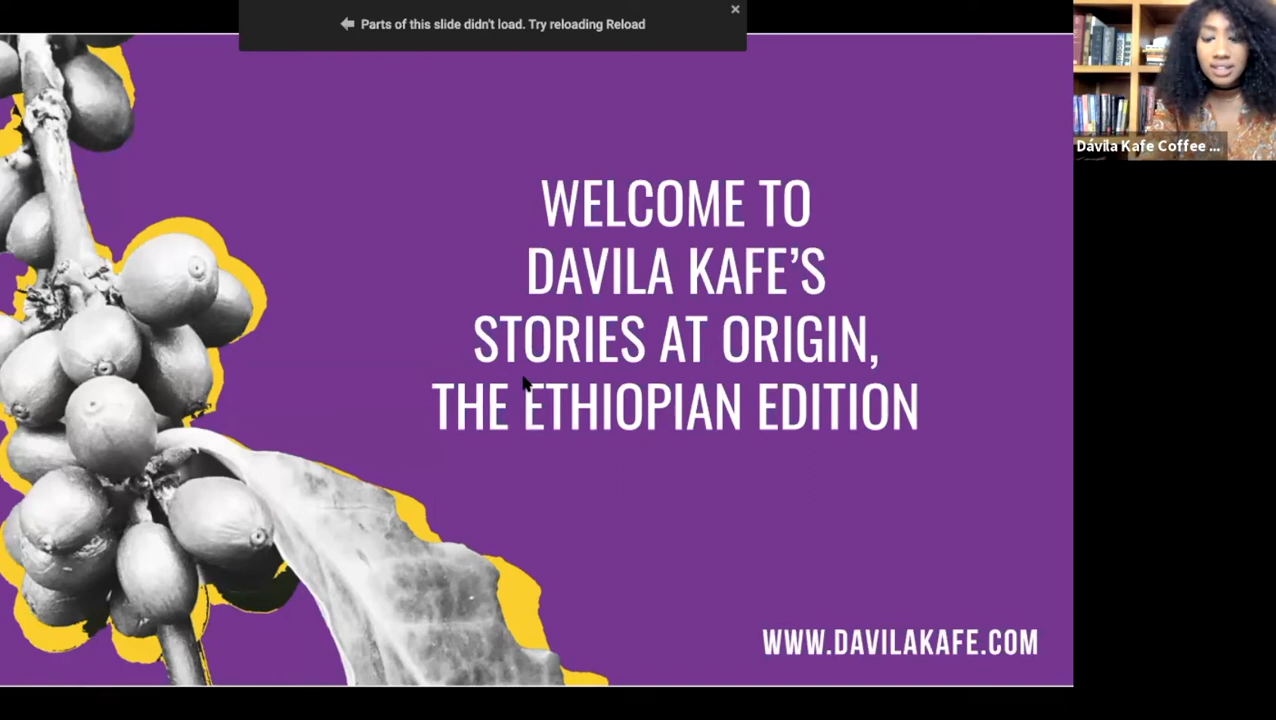 Parts of this slide didn't load. Try reloading Reload
Dávila Kafe Coffee ...
WELCOME TO
DAVILA KAFE'S
STORIES AT ORIGIN,
THE ETHIOPIAN EDITION
WWW.DAVILAKAFE.COM